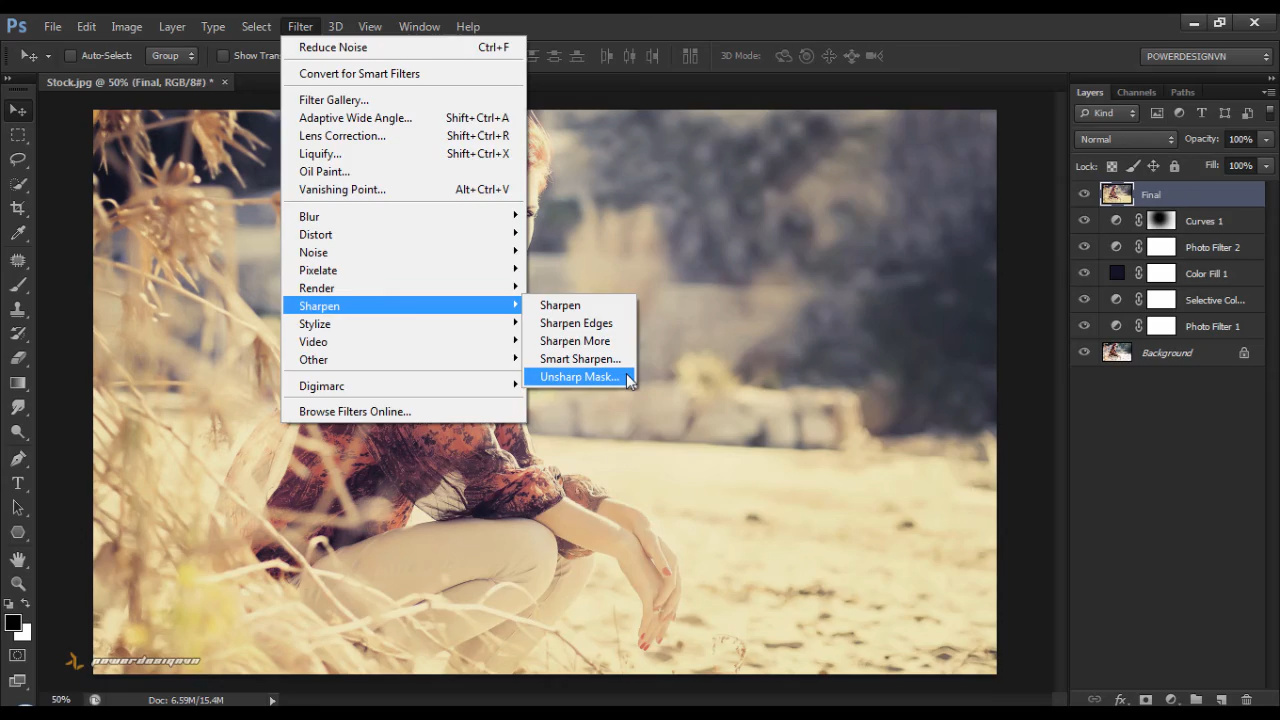 Ps File Edit Image Layer Type Select Filter 3D View Window Help
Auto-Select: Group Show Tran 3D Mode: POWERDESIGNVN
Stock.jpg @ 50% (Final, RGB/8#) * ×
Reduce Noise Ctrl+F
Convert for Smart Filters
Filter Gallery...
Adaptive Wide Angle... Shift+Ctrl+A
Lens Correction... Shift+Ctrl+R
Liquify... Shift+Ctrl+X
Oil Paint...
Vanishing Point... Alt+Ctrl+V
Blur
Distort
Noise
Pixelate
Render
Sharpen
Stylize
Video
Other
Digimarc
Browse Filters Online...
Sharpen
Sharpen Edges
Sharpen More
Smart Sharpen...
Unsharp Mask...
Layers Channels Paths
Kind
Normal Opacity: 100%
Lock: Fill: 100%
Final
Curves 1
Photo Filter 2
Color Fill 1
Selective Col...
Photo Filter 1
Background
powerdesignvn
50% Doc: 6.59M/15.4M